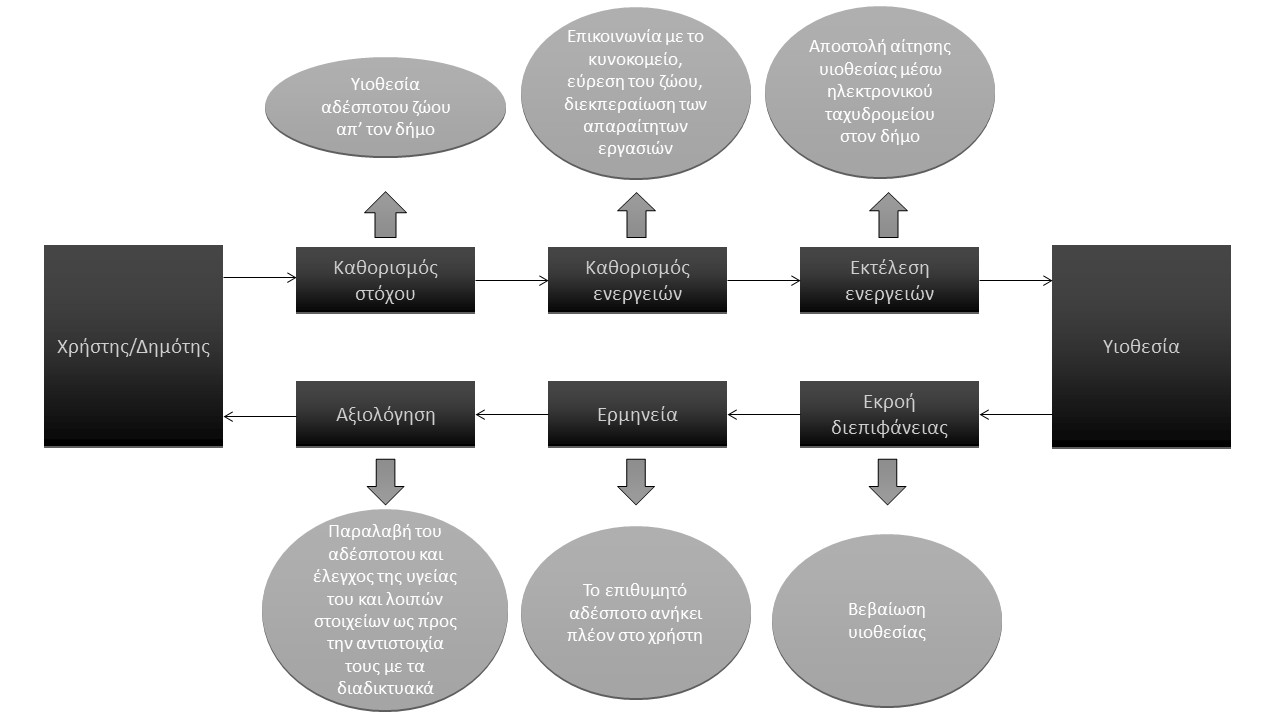 Υιοθεσία
αδέσποτου ζώου
απ’ τον δήμο
Επικοινωνία με το
κυνοκομείο,
εύρεση του ζώου,
διεκπεραίωση των
απαραίτητων
εργασιών
Αποστολή αίτησης
υιοθεσίας μέσω
ηλεκτρονικού
ταχυδρομείου
στον δήμο
Χρήστης/Δημότης
Καθορισμός
στόχου
Καθορισμός
ενεργειών
Εκτέλεση
ενεργειών
Υιοθεσία
Αξιολόγηση
Ερμηνεία
Εκροή
διεπιφάνειας
Παραλαβή του
αδέσποτου και
έλεγχος της υγείας
του και λοιπών
στοιχείων ως προς
την αντιστοιχία
τους με τα
διαδικτυακά
Το επιθυμητό
αδέσποτο ανήκει
πλέον στο χρήστη
Βεβαίωση
υιοθεσίας